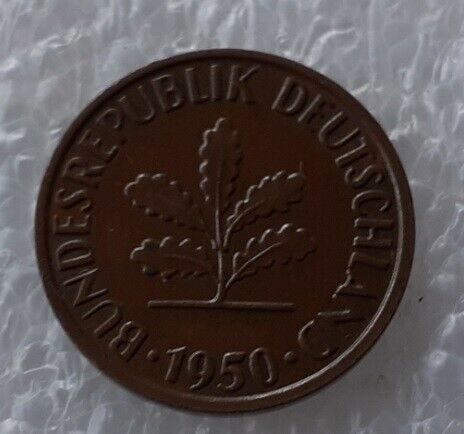 BUNDESREPUBLIK DEUTSCHLAND
· 1950 ·